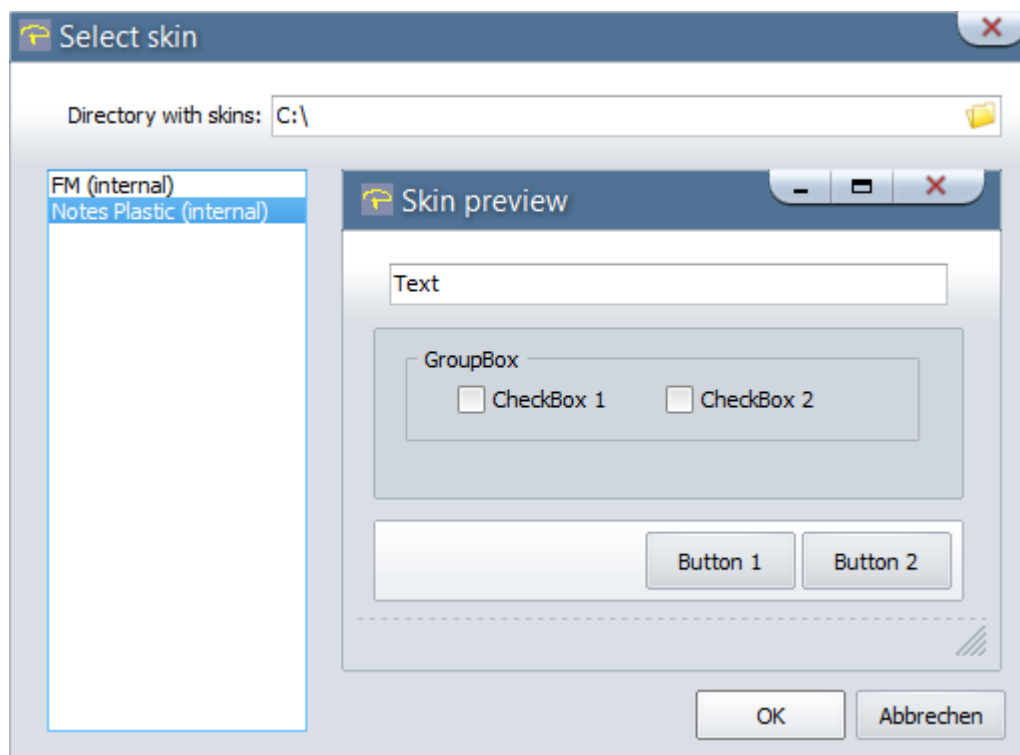 Select skin
Directory with skins: C:\
FM (internal)
Notes Plastic (internal)
Skin preview
Text
GroupBox
CheckBox 1 CheckBox 2
Button 1 Button 2
OK Abbrechen